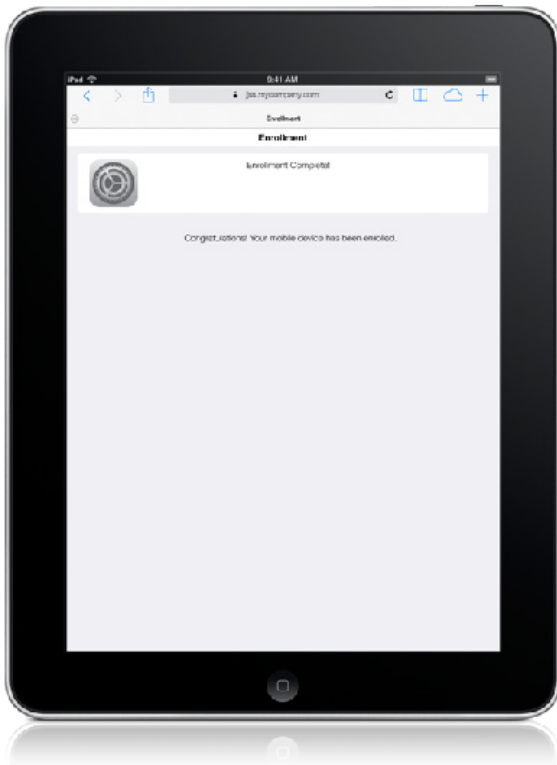 iPad 9:41 AM
jss.mycompany.com
Enrollment
Enrollment
Enrollment Complete!
Congratulations! Your mobile device has been enrolled.